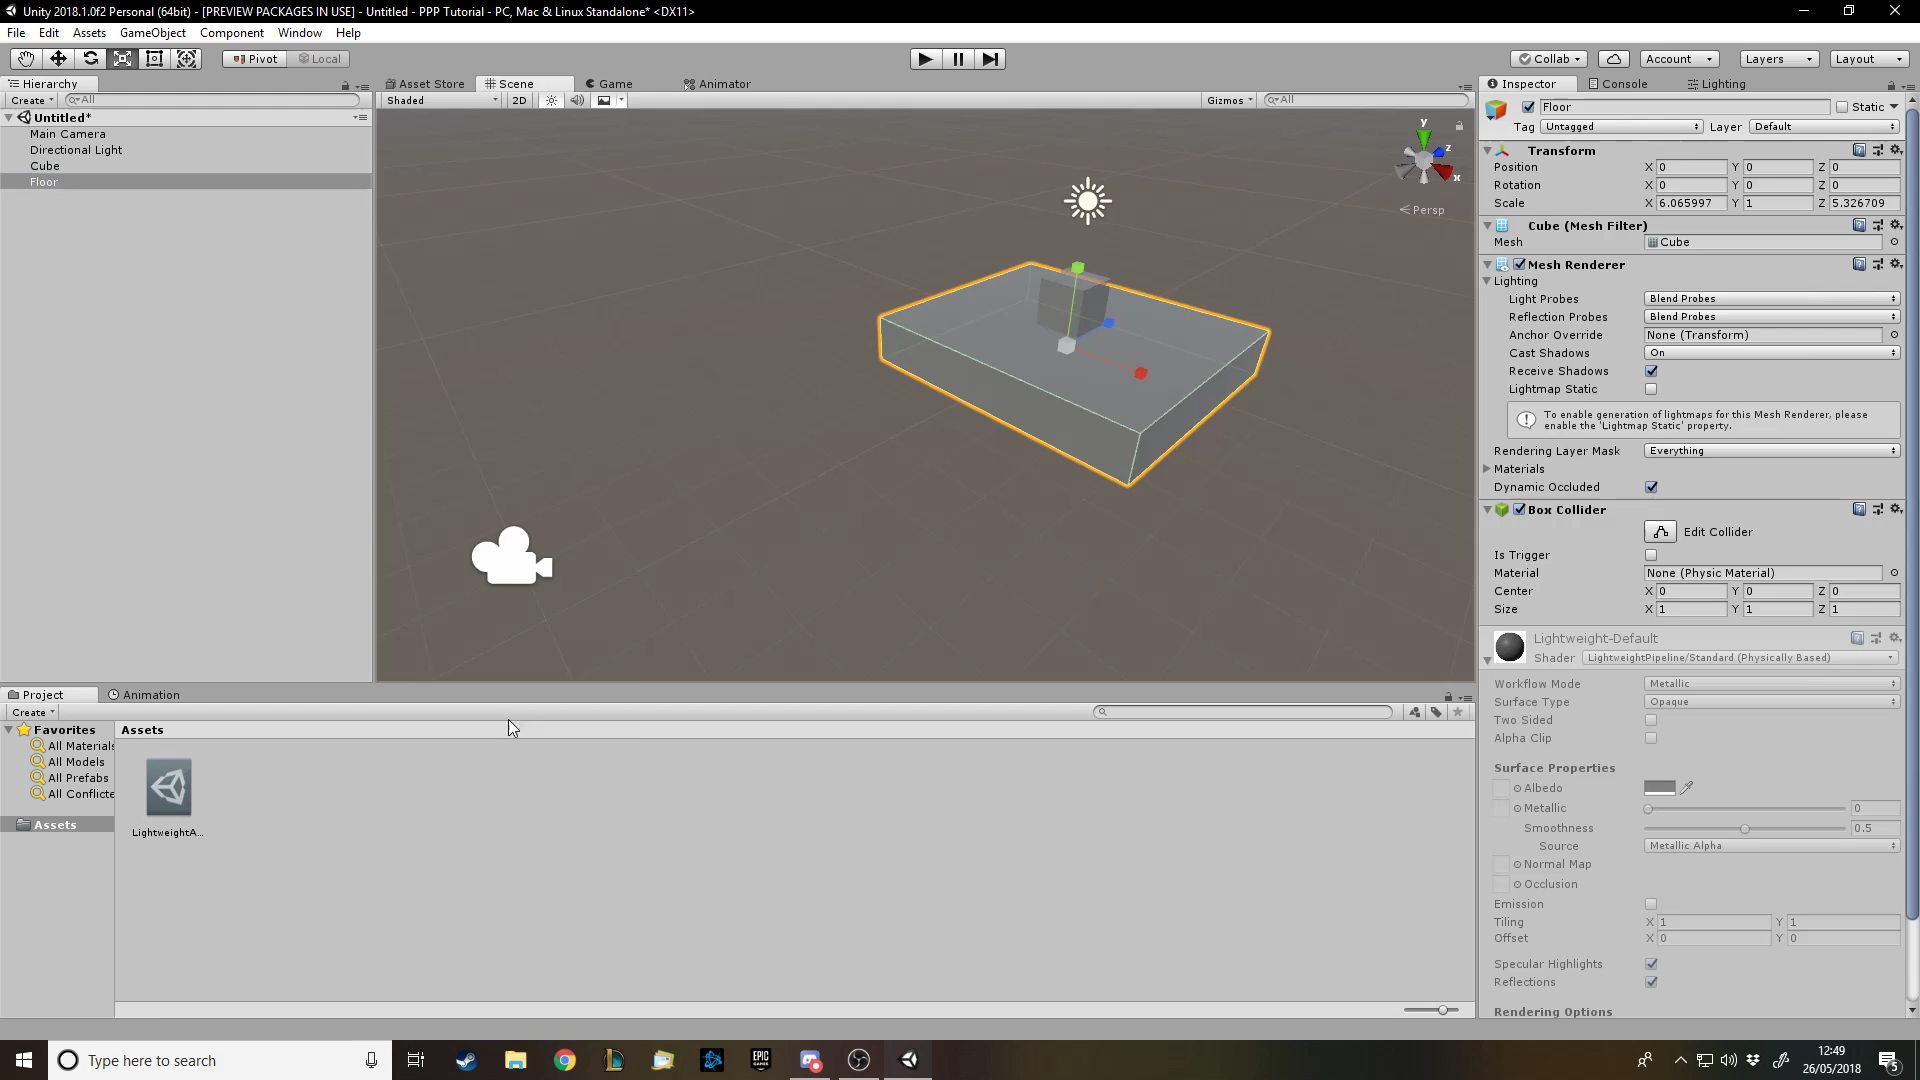 Unity 2018.1.0f2 Personal (64bit) - [PREVIEW PACKAGES IN USE] - Untitled - PPP Tutorial - PC, Mac & Linux Standalone* <DX11>
File Edit Assets GameObject Component Window Help
Pivot Local Collab Account Layers Layout
Hierarchy
Create All
Untitled*
Main Camera
Directional Light
Cube
Floor
Asset Store Scene Game Animator
Shaded 2D Gizmos All
y
z
x
Persp
Inspector Console Lighting
Floor Static
Tag Untagged Layer Default
Transform
Position X 0 Y 0 Z 0
Rotation X 0 Y 0 Z 0
Scale X 6.065997 Y 1 Z 5.326709
Cube (Mesh Filter)
Mesh Cube
Mesh Renderer
Lighting
Light Probes Blend Probes
Reflection Probes Blend Probes
Anchor Override None (Transform)
Cast Shadows On
Receive Shadows
Lightmap Static
To enable generation of lightmaps for this Mesh Renderer, please
enable the 'Lightmap Static' property.
Rendering Layer Mask Everything
Materials
Dynamic Occluded
Box Collider
Edit Collider
Is Trigger
Material None (Physic Material)
Center X 0 Y 0 Z 0
Size X 1 Y 1 Z 1
Lightweight-Default
Shader LightweightPipeline/Standard (Physically Based)
Workflow Mode Metallic
Surface Type Opaque
Two Sided
Alpha Clip
Surface Properties
Albedo
Metallic 0
Smoothness 0.5
Source Metallic Alpha
Normal Map
Occlusion
Emission
Tiling X 1 Y 1
Offset X 0 Y 0
Specular Highlights
Reflections
Rendering Options
Project Animation
Create
Favorites
All Materials
All Models
All Prefabs
All Conflicte
Assets
Assets
LightweightA...
Type here to search
EPIC
GAMES
12:49
26/05/2018
5